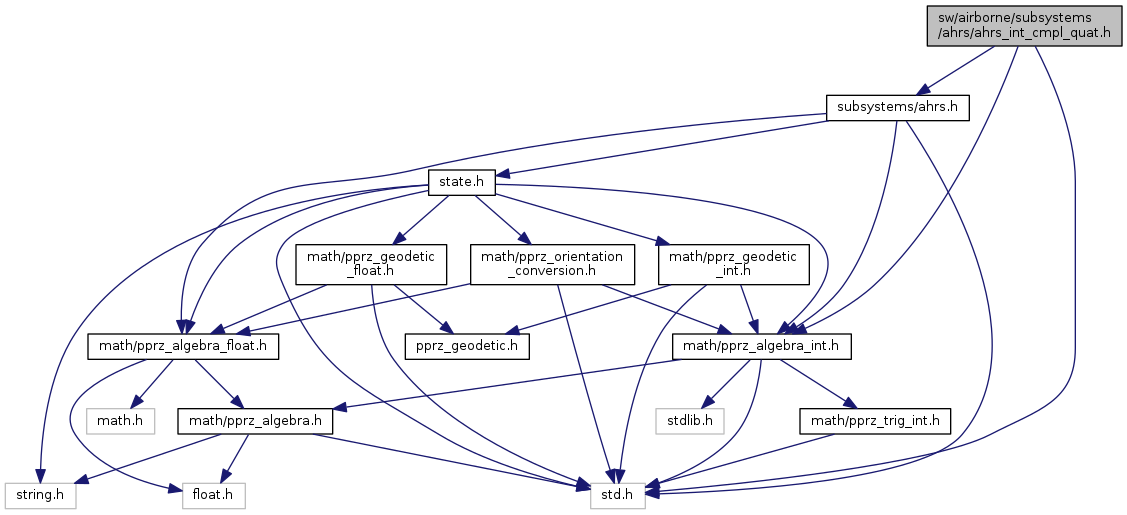 sw/airborne/subsystems
/ahrs/ahrs_int_cmpl_quat.h
subsystems/ahrs.h
state.h
math/pprz_geodetic
_float.h
math/pprz_orientation
_conversion.h
math/pprz_geodetic
_int.h
math/pprz_algebra_float.h
pprz_geodetic.h
math/pprz_algebra_int.h
math.h
math/pprz_algebra.h
stdlib.h
math/pprz_trig_int.h
string.h
float.h
std.h